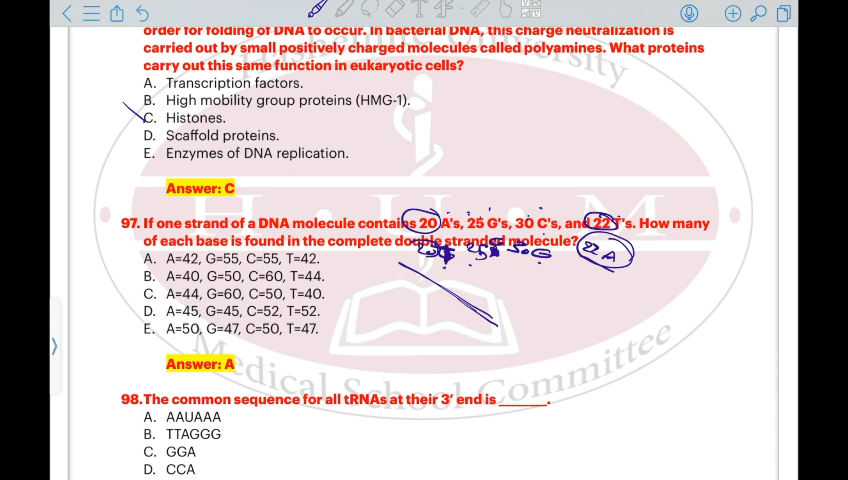 order for folding of DNA to occur. In bacterial DNA, this charge neutralization is
carried out by small positively charged molecules called polyamines. What proteins
carry out this same function in eukaryotic cells?
A. Transcription factors.
B. High mobility group proteins (HMG-1).
C. Histones.
D. Scaffold proteins.
E. Enzymes of DNA replication.
Answer: C
97. If one strand of a DNA molecule contains 20 A's, 25 G's, 30 C's, and 22 T's. How many
of each base is found in the complete double stranded molecule?
22 A
A. A=42, G=55, C=55, T=42.
B. A=40, G=50, C=60, T=44.
C. A=44, G=60, C=50, T=40.
D. A=45, G=45, C=52, T=52.
E. A=50, G=47, C=50, T=47.
Answer: A
98. The common sequence for all tRNAs at their 3' end is _______.
A. AAUAAA
B. TTAGGG
C. GGA
D. CCA
H U M
Medical School Committee